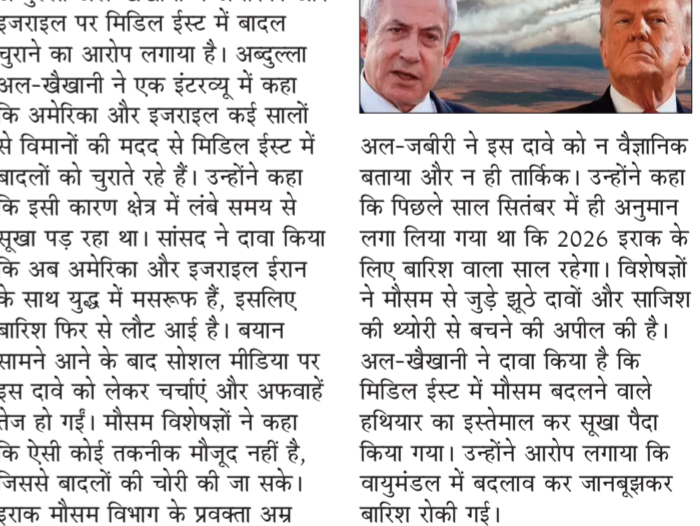 इजराइल पर मिडिल ईस्ट में बादल
चुराने का आरोप लगाया है। अब्दुल्ला
अल-खैखानी ने एक इंटरव्यू में कहा
कि अमेरिका और इजराइल कई सालों
से विमानों की मदद से मिडिल ईस्ट में
बादलों को चुराते रहे हैं। उन्होंने कहा
कि इसी कारण क्षेत्र में लंबे समय से
सूखा पड़ रहा था। सांसद ने दावा किया
कि अब अमेरिका और इजराइल ईरान
के साथ युद्ध में मसरूफ हैं, इसलिए
बारिश फिर से लौट आई है। बयान
सामने आने के बाद सोशल मीडिया पर
इस दावे को लेकर चर्चाएं और अफवाहें
तेज हो गईं। मौसम विशेषज्ञों ने कहा
कि ऐसी कोई तकनीक मौजूद नहीं है,
जिससे बादलों की चोरी की जा सके।
इराक मौसम विभाग के प्रवक्ता अम्र
अल-जबीरी ने इस दावे को न वैज्ञानिक
बताया और न ही तार्किक। उन्होंने कहा
कि पिछले साल सितंबर में ही अनुमान
लगा लिया गया था कि 2026 इराक के
लिए बारिश वाला साल रहेगा। विशेषज्ञों
ने मौसम से जुड़े झूठे दावों और साजिश
की थ्योरी से बचने की अपील की है।
अल-खैखानी ने दावा किया है कि
मिडिल ईस्ट में मौसम बदलने वाले
हथियार का इस्तेमाल कर सूखा पैदा
किया गया। उन्होंने आरोप लगाया कि
वायुमंडल में बदलाव कर जानबूझकर
बारिश रोकी गई।